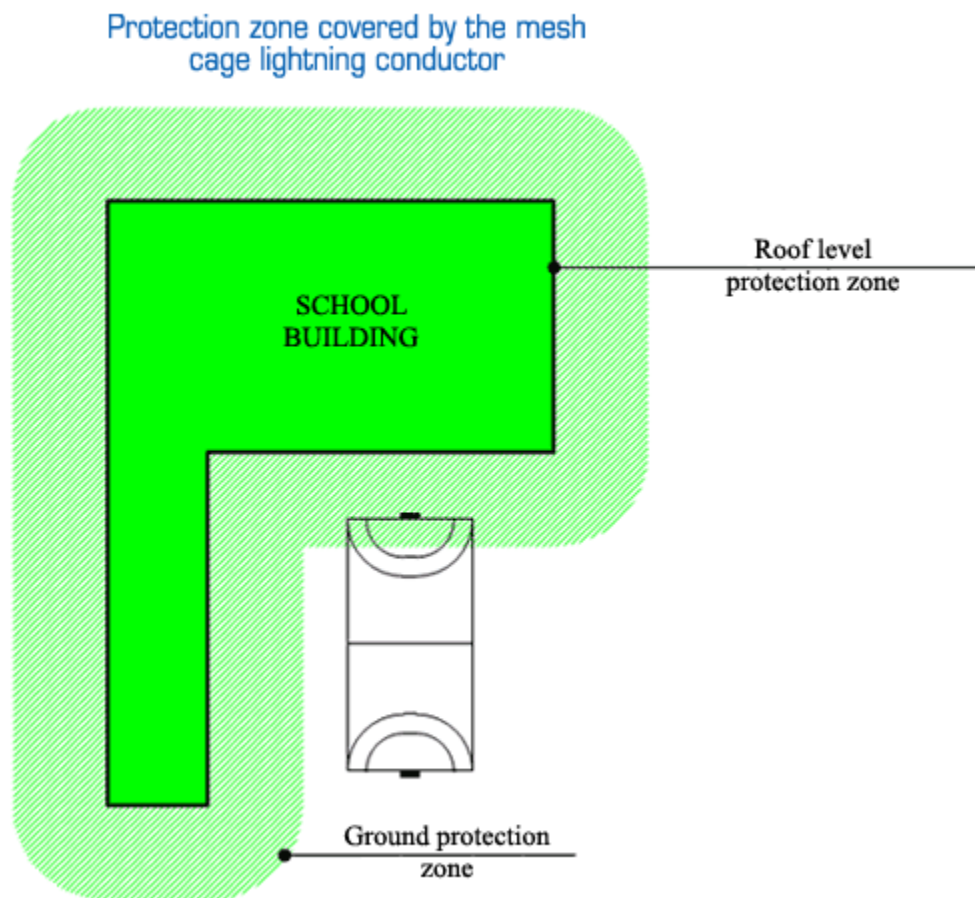 Protection zone covered by the mesh
cage lightning conductor
Roof level
protection zone
SCHOOL
BUILDING
Ground protection
zone